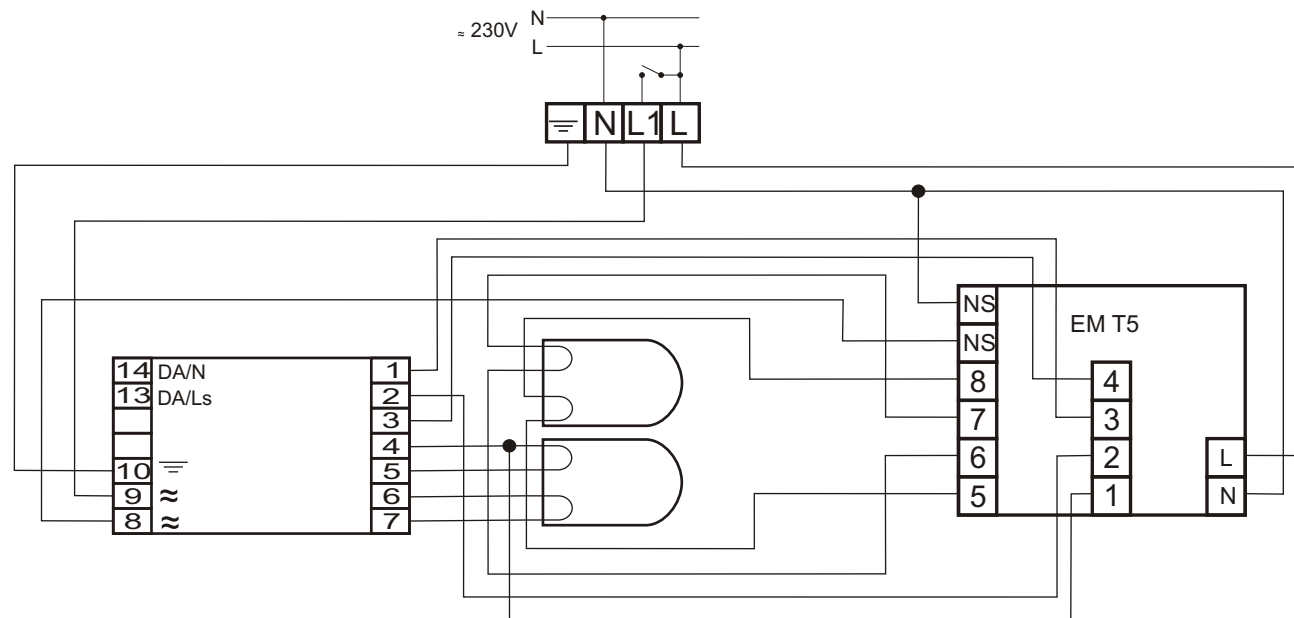 N
≈ 230V
L
N L1 L
NS
EM T5
NS
14 DA/N 1
13 DA/Ls 2
3
4
5
10 6
9 ≈ 7
8 ≈
8
7
6
5
4
3
2
1
L
N